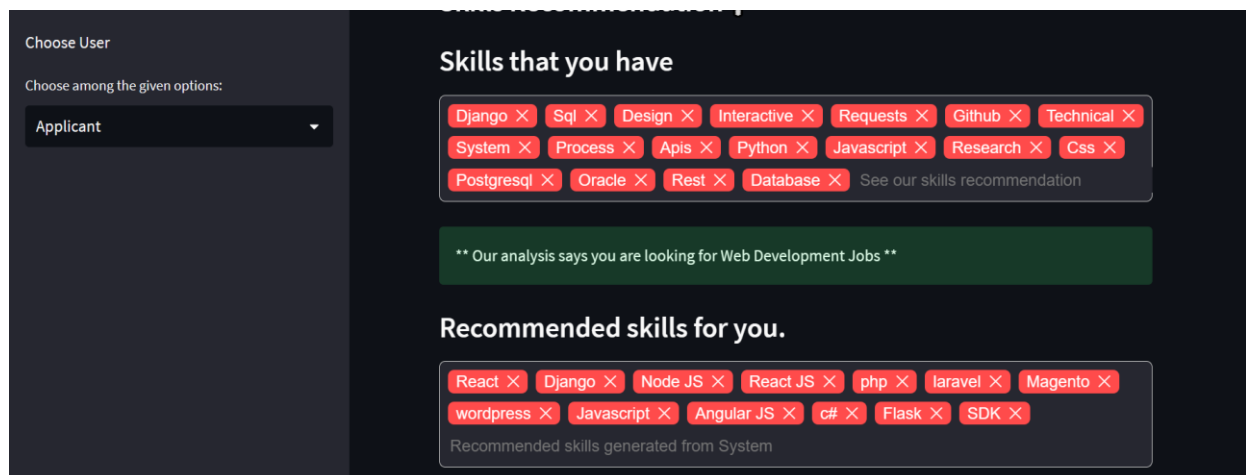 Choose User
Choose among the given options:
Applicant
Skills that you have
Django Sql Design Interactive Requests Github Technical
System Process Apis Python Javascript Research Css
Postgresql Oracle Rest Database See our skills recommendation
** Our analysis says you are looking for Web Development Jobs **
Recommended skills for you.
React Django Node JS React JS php laravel Magento
wordpress Javascript Angular JS c# Flask SDK
Recommended skills generated from System